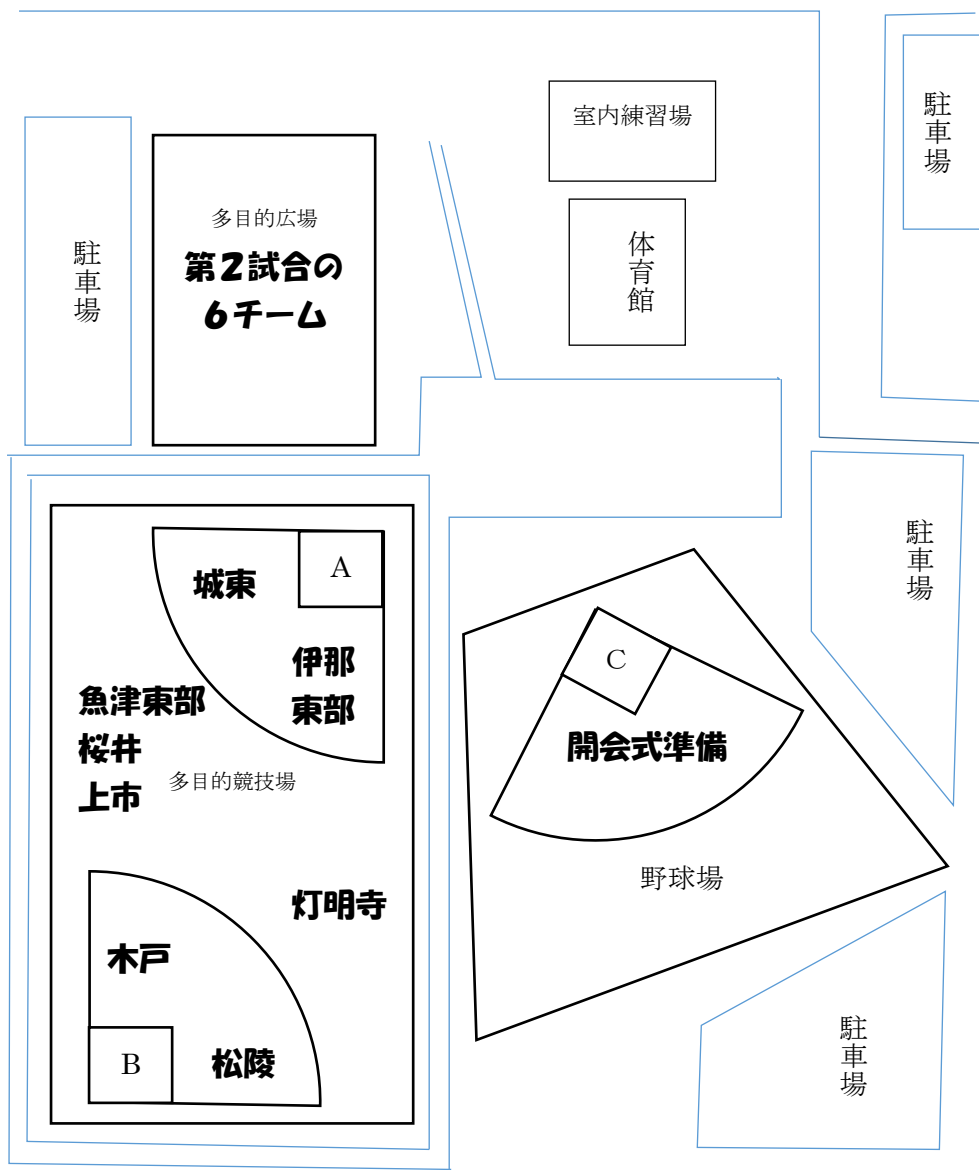 室内練習場
駐車場
多目的広場
第２試合の
６チーム
駐車場
体育館
駐車場
A
城東
伊那
東部
魚津東部
桜井
上市
多目的競技場
C
開会式準備
野球場
灯明寺
木戸
B
松陵
駐車場